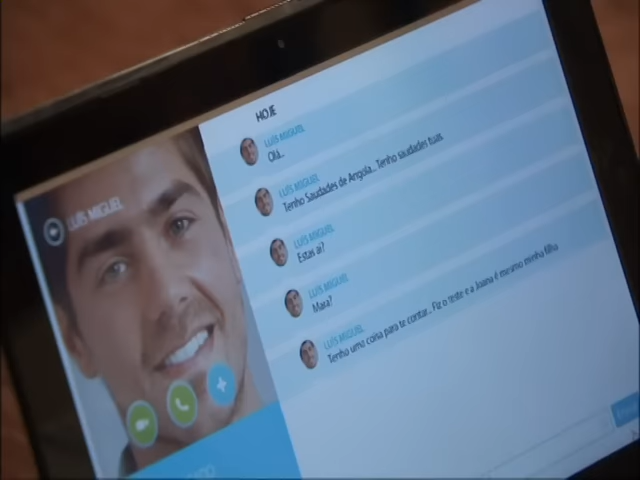 HOJE
LUÍS MIGUEL
LUÍS MIGUEL
Olá...
LUÍS MIGUEL
Tenho Saudades de Angola... Tenho saudades tuas.
LUÍS MIGUEL
Estas aí?
LUÍS MIGUEL
Mara?
LUÍS MIGUEL
Tenho uma coisa para te contar... Fiz o teste e a Joana é mesmo minha filha